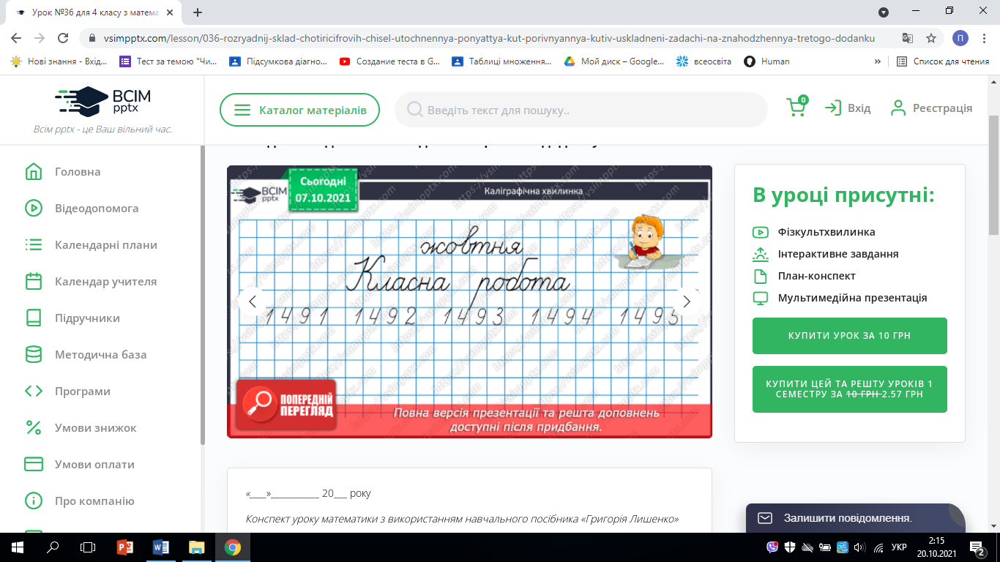 Урок №36 для 4 класу з матема
vsimpptx.com/lesson/036-rozryadnij-sklad-chotiricifrovih-chisel-utochnennya-ponyattya-kut-porivnyannya-kutiv-uskladneni-zadachi-na-znahodzhennya-tretogo-dodanku
П
Нові знання - Вхід...
Тест за темою "Чи...
Підсумкова діагно...
Создание теста в G...
Таблиці множення...
Мой диск – Google...
всеосвіта
Human
»
Список для чтения
ВСІМ
pptx
Всім pptx - це Ваш вільний час.
Каталог матеріалів
Введіть текст для пошуку..
0
Вхід
Реєстрація
Головна
Відеодопомога
Календарні плани
Календар учителя
Підручники
Методична база
Програми
Умови знижок
Умови оплати
Про компанію
ВСІМ
pptx
Сьогодні
07.10.2021
Каліграфічна хвилинка
жовтня
Класна робота
1491 1492 1493 1494 1495
ПОПЕРЕДНІЙ
ПЕРЕГЛЯД
Повна версія презентації та решта доповнень
доступні після придбання.
https://vsimpptx.com
В уроці присутні:
Фізкультхвилинка
Інтерактивне завдання
План-конспект
Мультимедійна презентація
КУПИТИ УРОК ЗА 10 ГРН
КУПИТИ ЦЕЙ ТА РЕШТУ УРОКІВ 1
СЕМЕСТРУ ЗА 10 ГРН 2.57 ГРН
«___»_________ 20___ року
Конспект уроку математики з використанням навчального посібника «Григорія Лишенко»
Залишити повідомлення.
УКР
2:15
20.10.2021
2